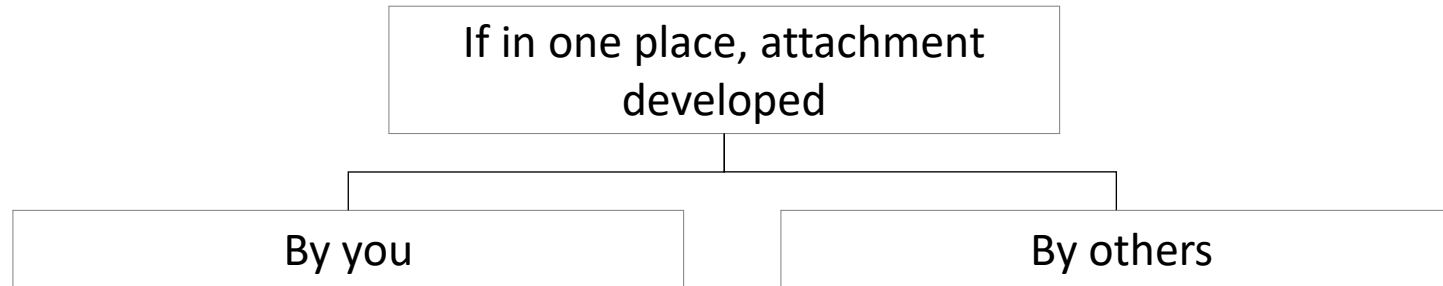 If in one place, attachment
developed
By you
By others